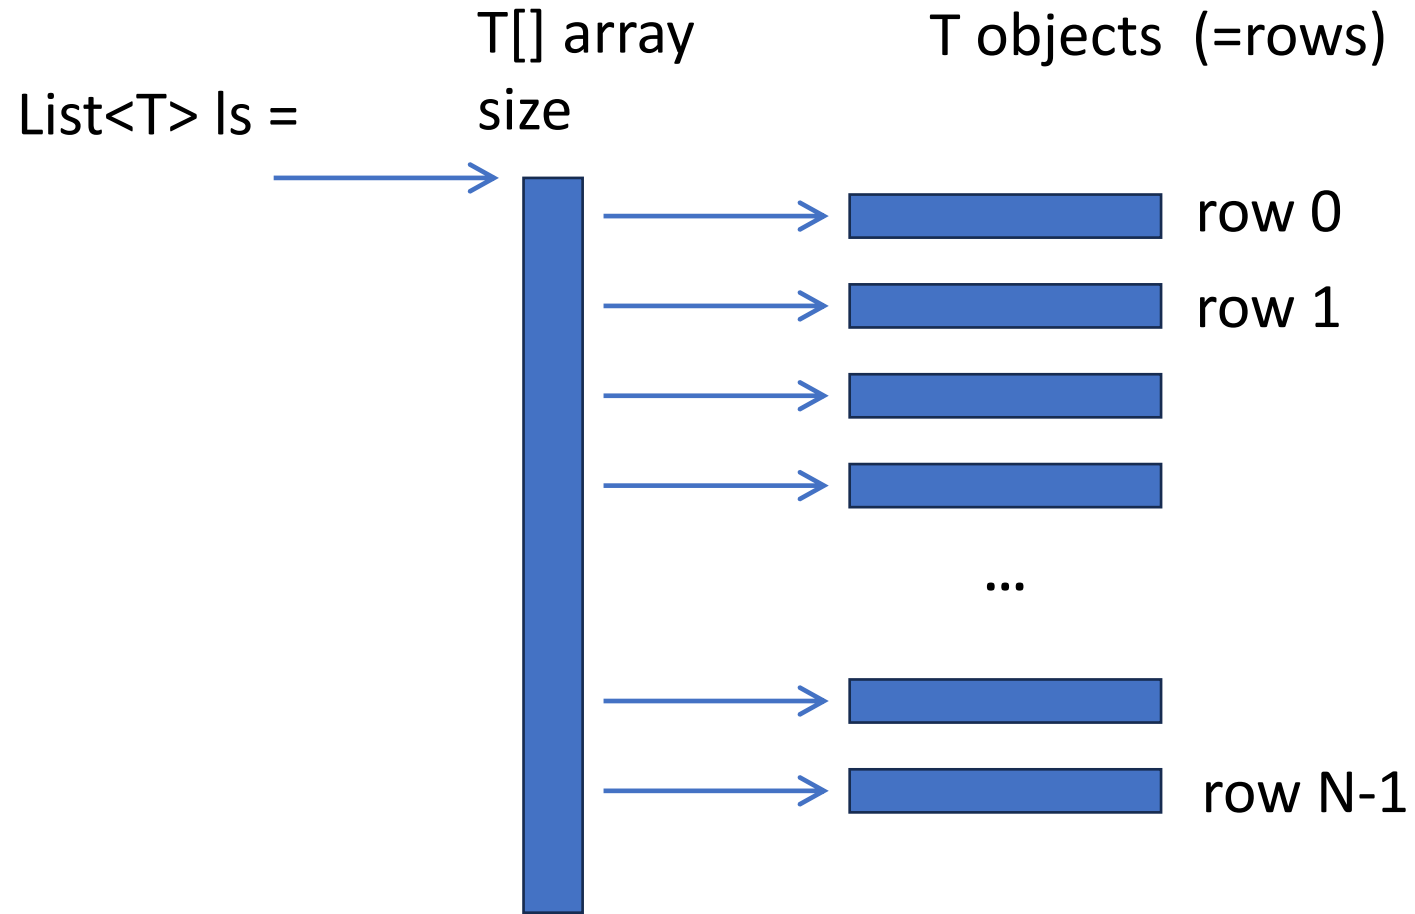 T[] array
T objects (=rows)
List<T> ls =
size
row 0
row 1
...
row N-1